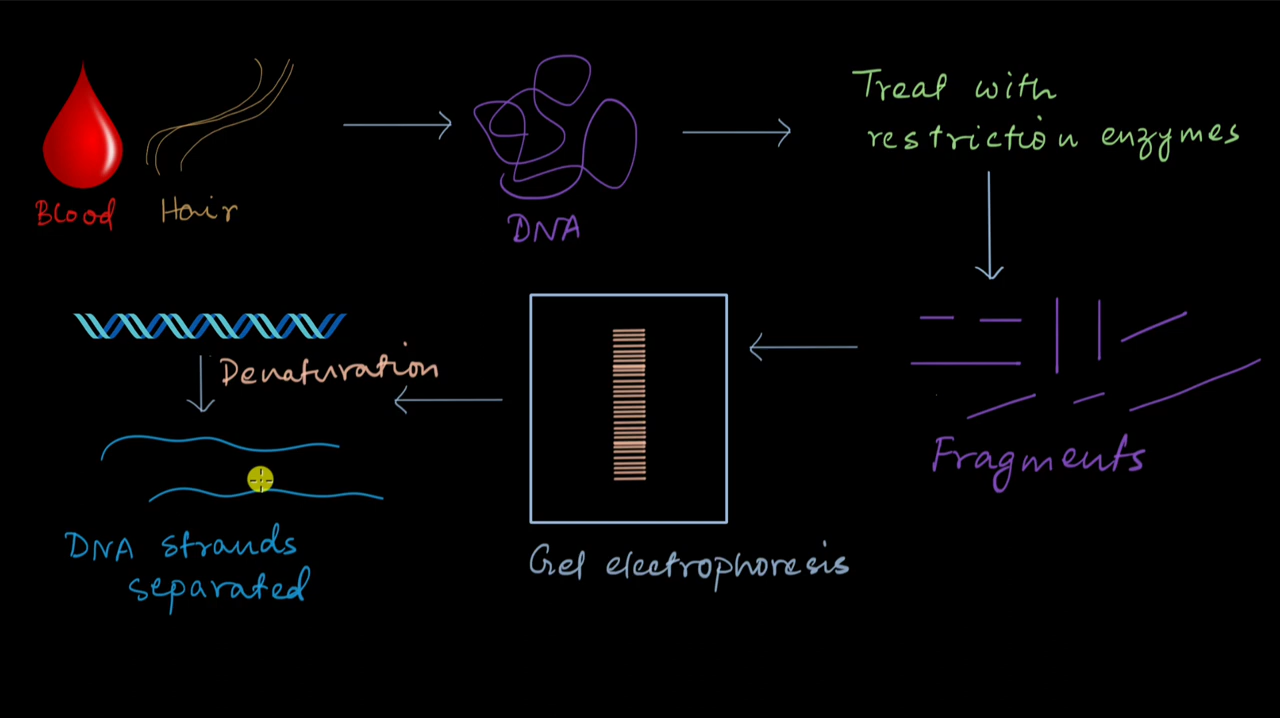 Blood
Hair
DNA
Treat with
restriction enzymes
Fragments
Gel electrophoresis
Denaturation
DNA strands
separated